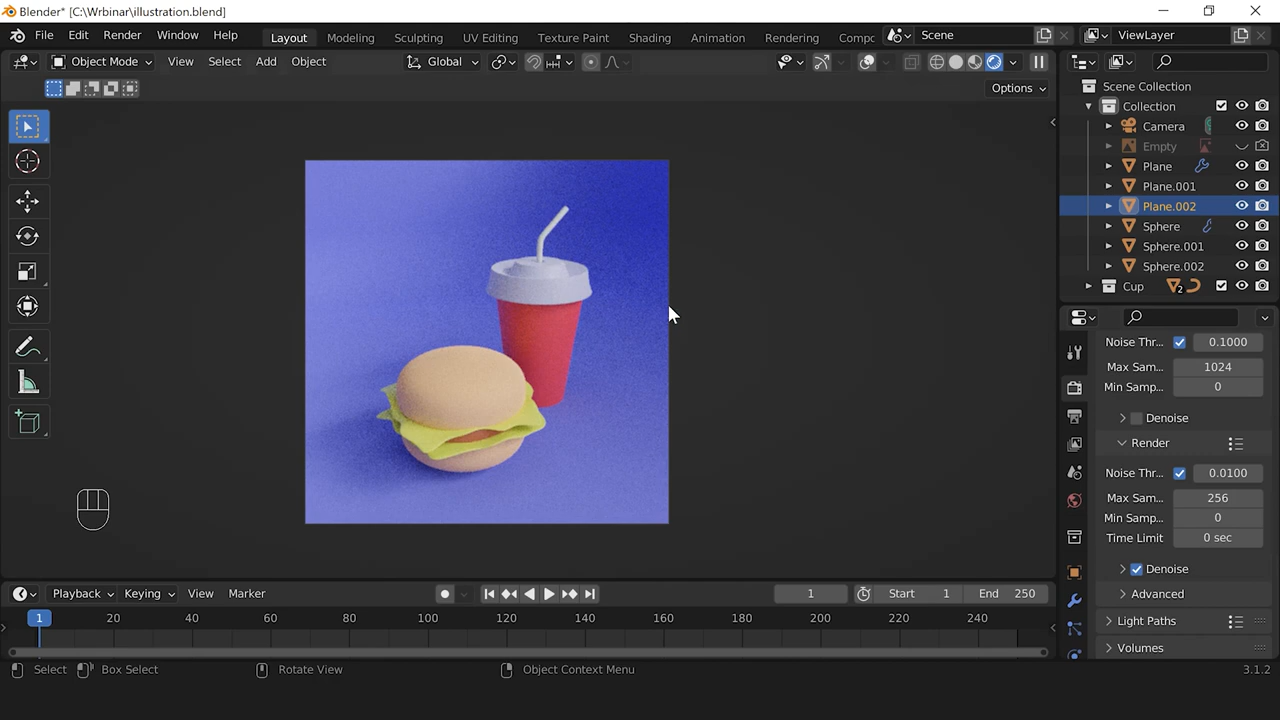 Blender* [C:\Wrbinar\illustration.blend]
File Edit Render Window Help Layout Modeling Sculpting UV Editing Texture Paint Shading Animation Rendering Compc Scene ViewLayer
Object Mode View Select Add Object Global
Options
Scene Collection
Collection
Camera
Empty
Plane
Plane.001
Plane.002
Sphere
Sphere.001
Sphere.002
Cup 2
Noise Thr... 0.1000
Max Sam... 1024
Min Samp... 0
Denoise
Render
Noise Thr... 0.0100
Max Sam... 256
Min Samp... 0
Time Limit 0 sec
Denoise
Advanced
Light Paths
Volumes
Playback Keying View Marker 1 Start 1 End 250
1 20 40 60 80 100 120 140 160 180 200 220 240
Select Box Select Rotate View Object Context Menu 3.1.2